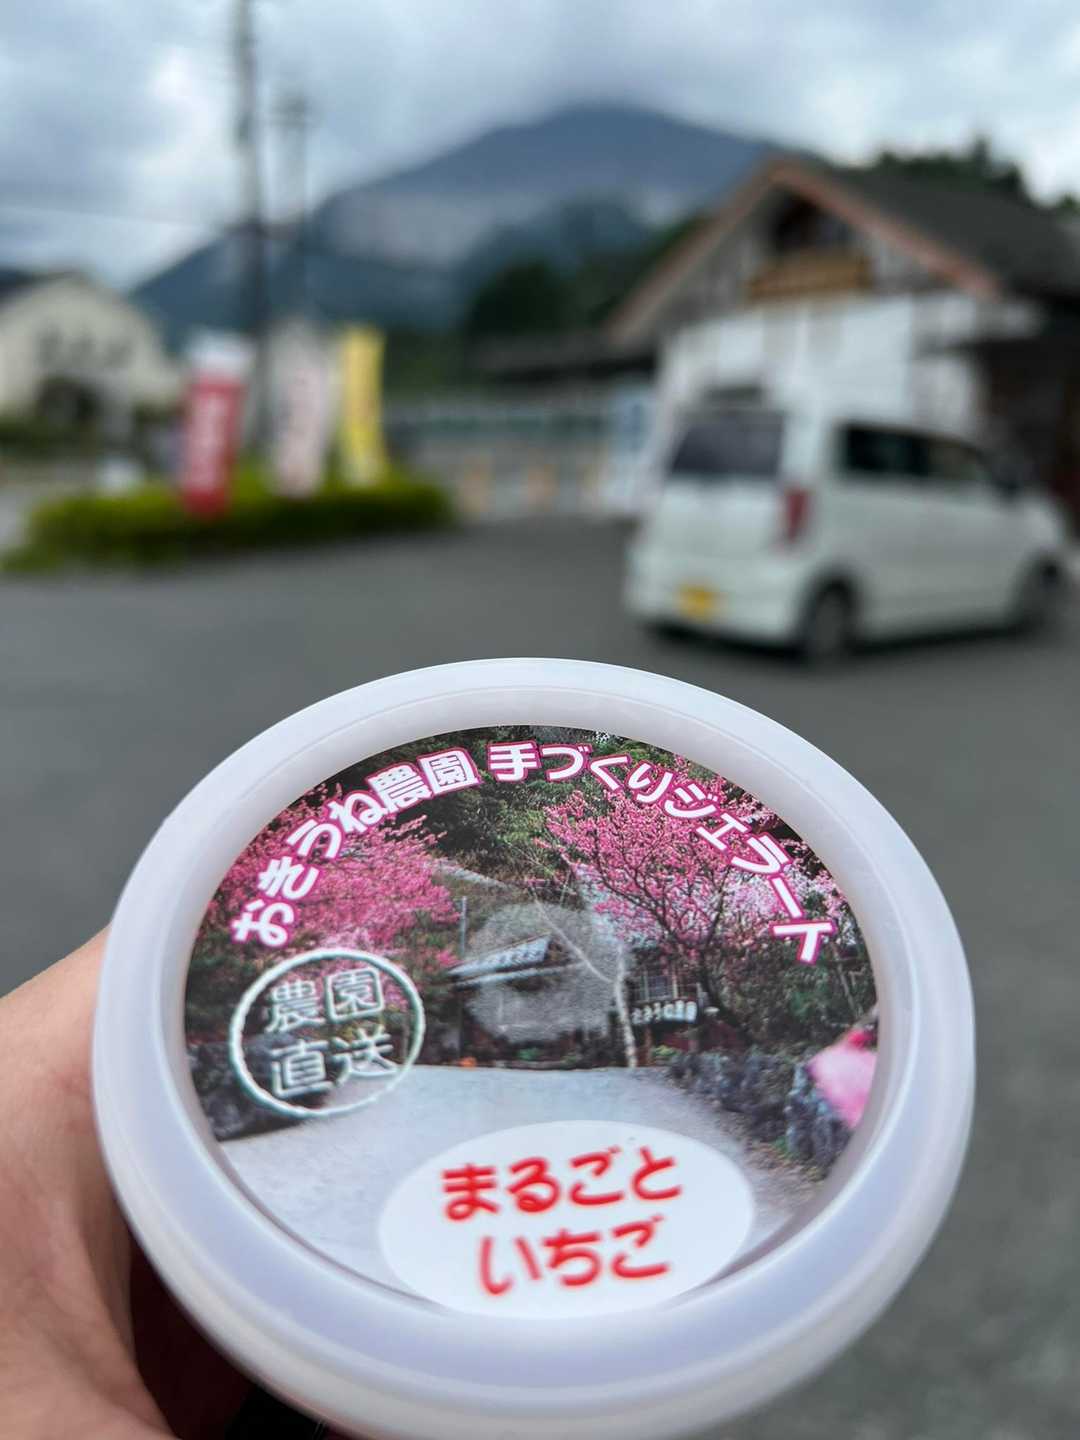 おきうね農園 手づくりジェラート
農園
直送
まるごと
いちご